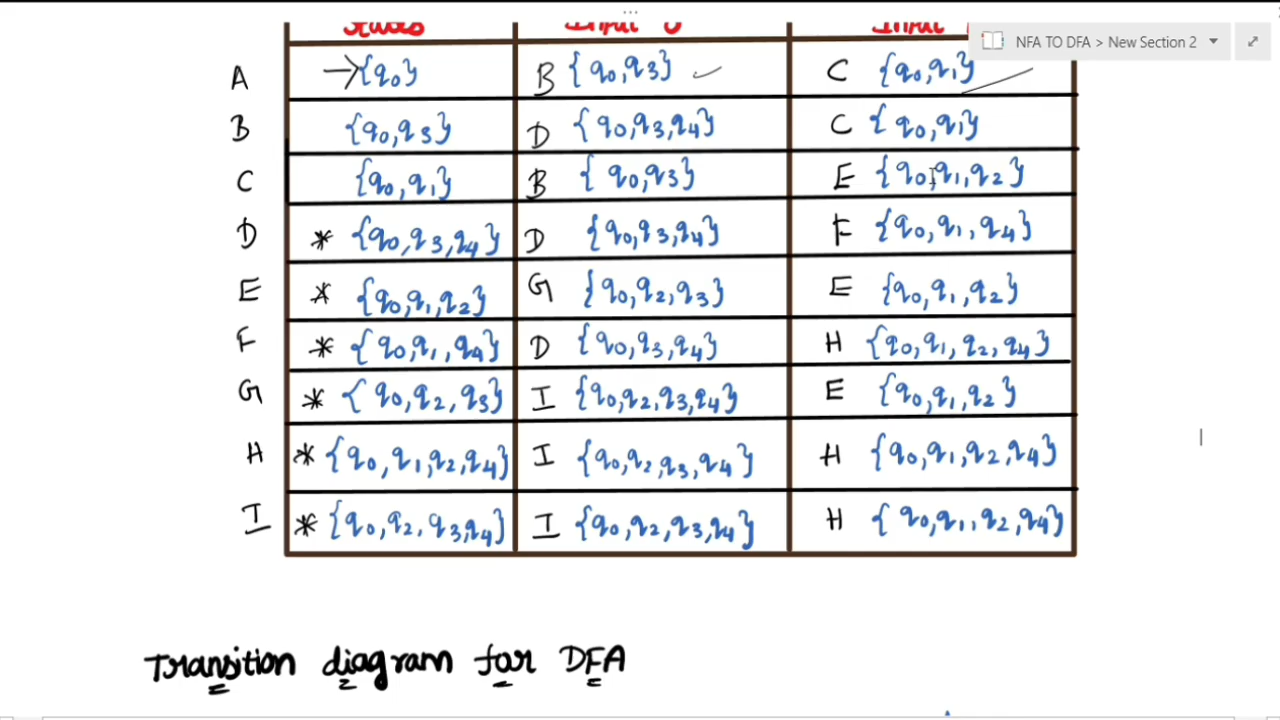 States Input 0 Input
NFA TO DFA > New Section 2
A →{q0} B {q0,q3} C {q0,q1}
B {q0,q3} D {q0,q3,q4} C {q0,q1}
C {q0,q1} B {q0,q3} E {q0,q1,q2}
D * {q0,q3,q4} D {q0,q3,q4} F {q0,q1,q4}
E * {q0,q1,q2} G {q0,q2,q3} E {q0,q1,q2}
F * {q0,q1,q4} D {q0,q3,q4} H {q0,q1,q2,q4}
G * {q0,q2,q3} I {q0,q2,q3,q4} E {q0,q1,q2}
H * {q0,q1,q2,q4} I {q0,q2,q3,q4} H {q0,q1,q2,q4}
I * {q0,q2,q3,q4} I {q0,q2,q3,q4} H {q0,q1,q2,q4}
Transition diagram for DFA